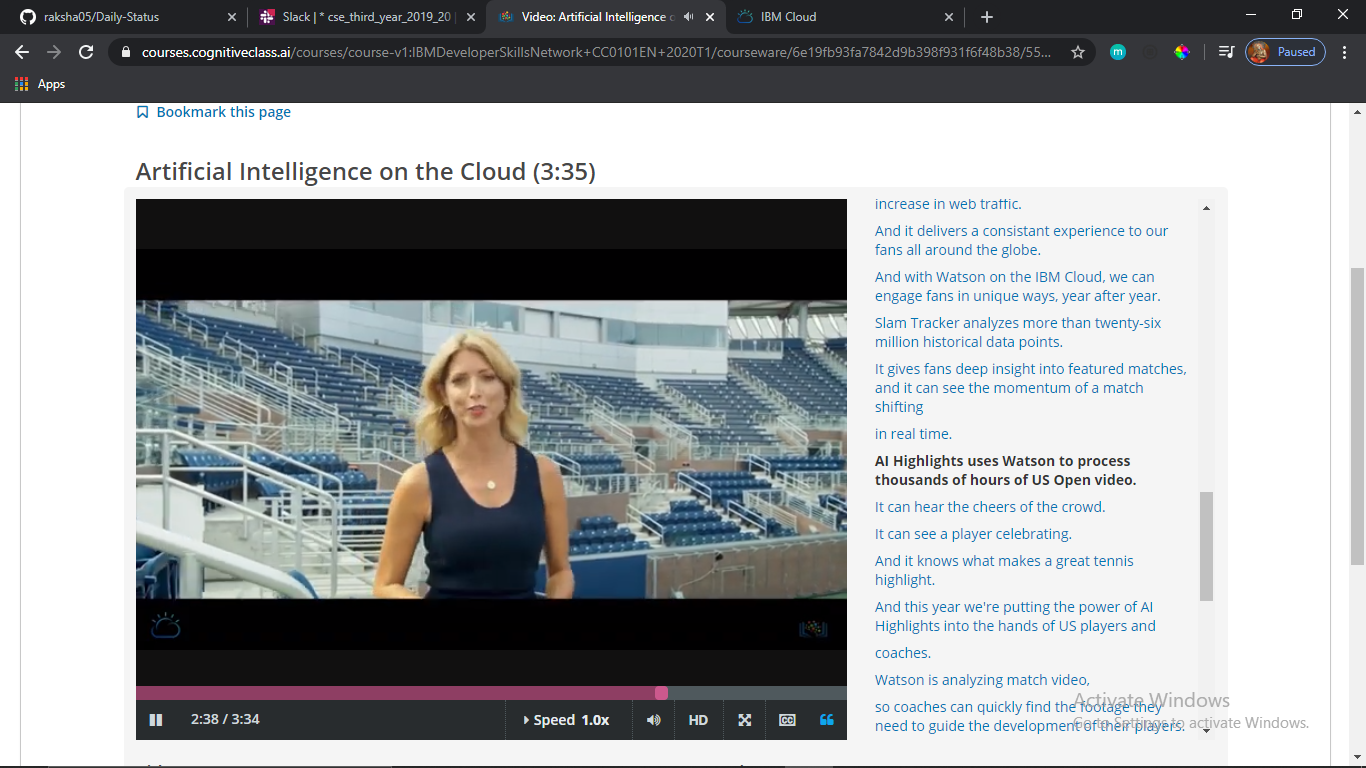 raksha05/Daily-Status
Slack | * cse_third_year_2019_20
Video: Artificial Intelligence
IBM Cloud
courses.cognitiveclass.ai/courses/course-v1:IBMDeveloperSkillsNetwork+CC0101EN+2020T1/courseware/6e19fb93fa7842d9b398f931f6f48b38/55...
m
Paused
Apps
Bookmark this page
Artificial Intelligence on the Cloud (3:35)
increase in web traffic.
And it delivers a consistant experience to our
fans all around the globe.
And with Watson on the IBM Cloud, we can
engage fans in unique ways, year after year.
Slam Tracker analyzes more than twenty-six
million historical data points.
It gives fans deep insight into featured matches,
and it can see the momentum of a match
shifting
in real time.
AI Highlights uses Watson to process
thousands of hours of US Open video.
It can hear the cheers of the crowd.
It can see a player celebrating.
And it knows what makes a great tennis
highlight.
And this year we're putting the power of AI
Highlights into the hands of US players and
coaches.
Watson is analyzing match video,
so coaches can quickly find the footage they
need to guide the development of their players.
2:38 / 3:34
Speed 1.0x
HD
CC
Activate Windows
Go to Settings to activate Windows.